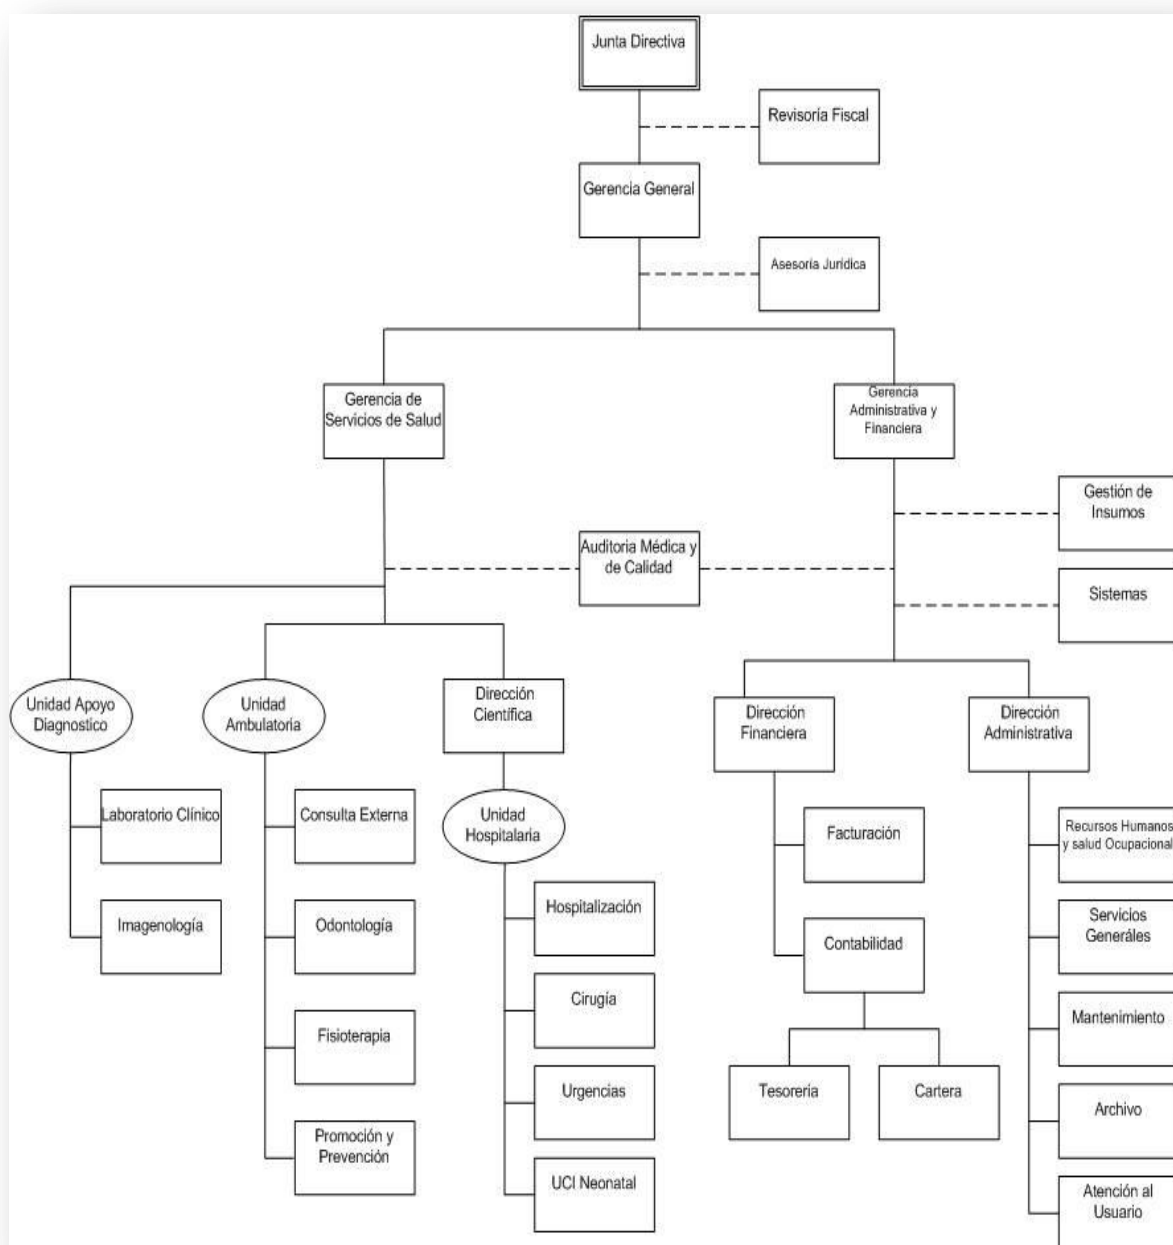 Junta Directiva
Revisoría Fiscal
Gerencia General
Asesoría Jurídica
Gerencia de
Servicios de Salud
Gerencia
Administrativa y
Financiera
Gestión de
Insumos
Auditoria Médica y
de Calidad
Sistemas
Unidad Apoyo
Diagnostico
Unidad
Ambulatoria
Dirección
Científica
Dirección
Financiera
Dirección
Administrativa
Laboratorio Clínico
Consulta Externa
Unidad
Hospitalaria
Facturación
Recursos Humanos
y salud Ocupacional
Imagenología
Odontología
Hospitalización
Contabilidad
Servicios
Generáles
Fisioterapia
Cirugía
Mantenimiento
Urgencias
Tesoreria
Cartera
Archivo
Promoción y
Prevención
UCI Neonatal
Atención al
Usuario